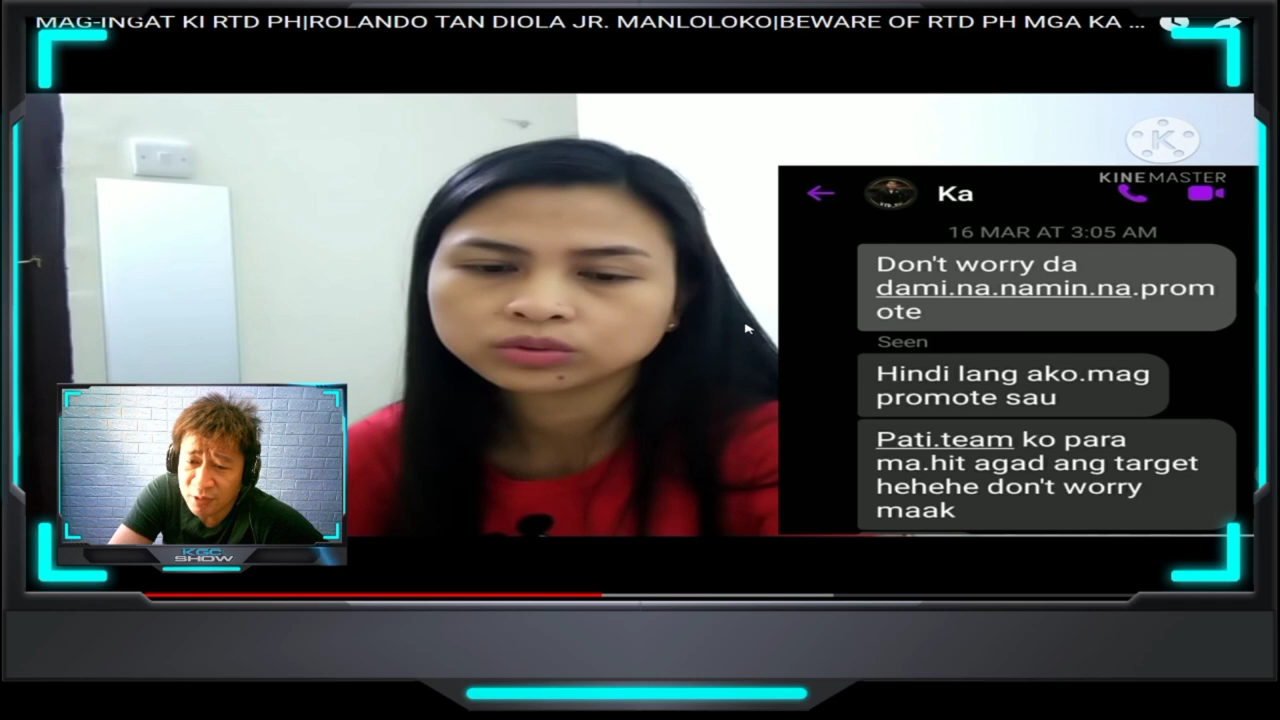 MAG-INGAT KI RTD PH|ROLANDO TAN DIOLA JR. MANLOLOKO|BEWARE OF RTD PH MGA KA ...
KINEMASTER
Ka
16 MAR AT 3:05 AM
Don't worry da
dami.na.namin.na.prom
ote
Seen
Hindi lang ako.mag
promote sau
Pati.team ko para
ma.hit agad ang target
hehehe don't worry
maak
KGC
SHOW